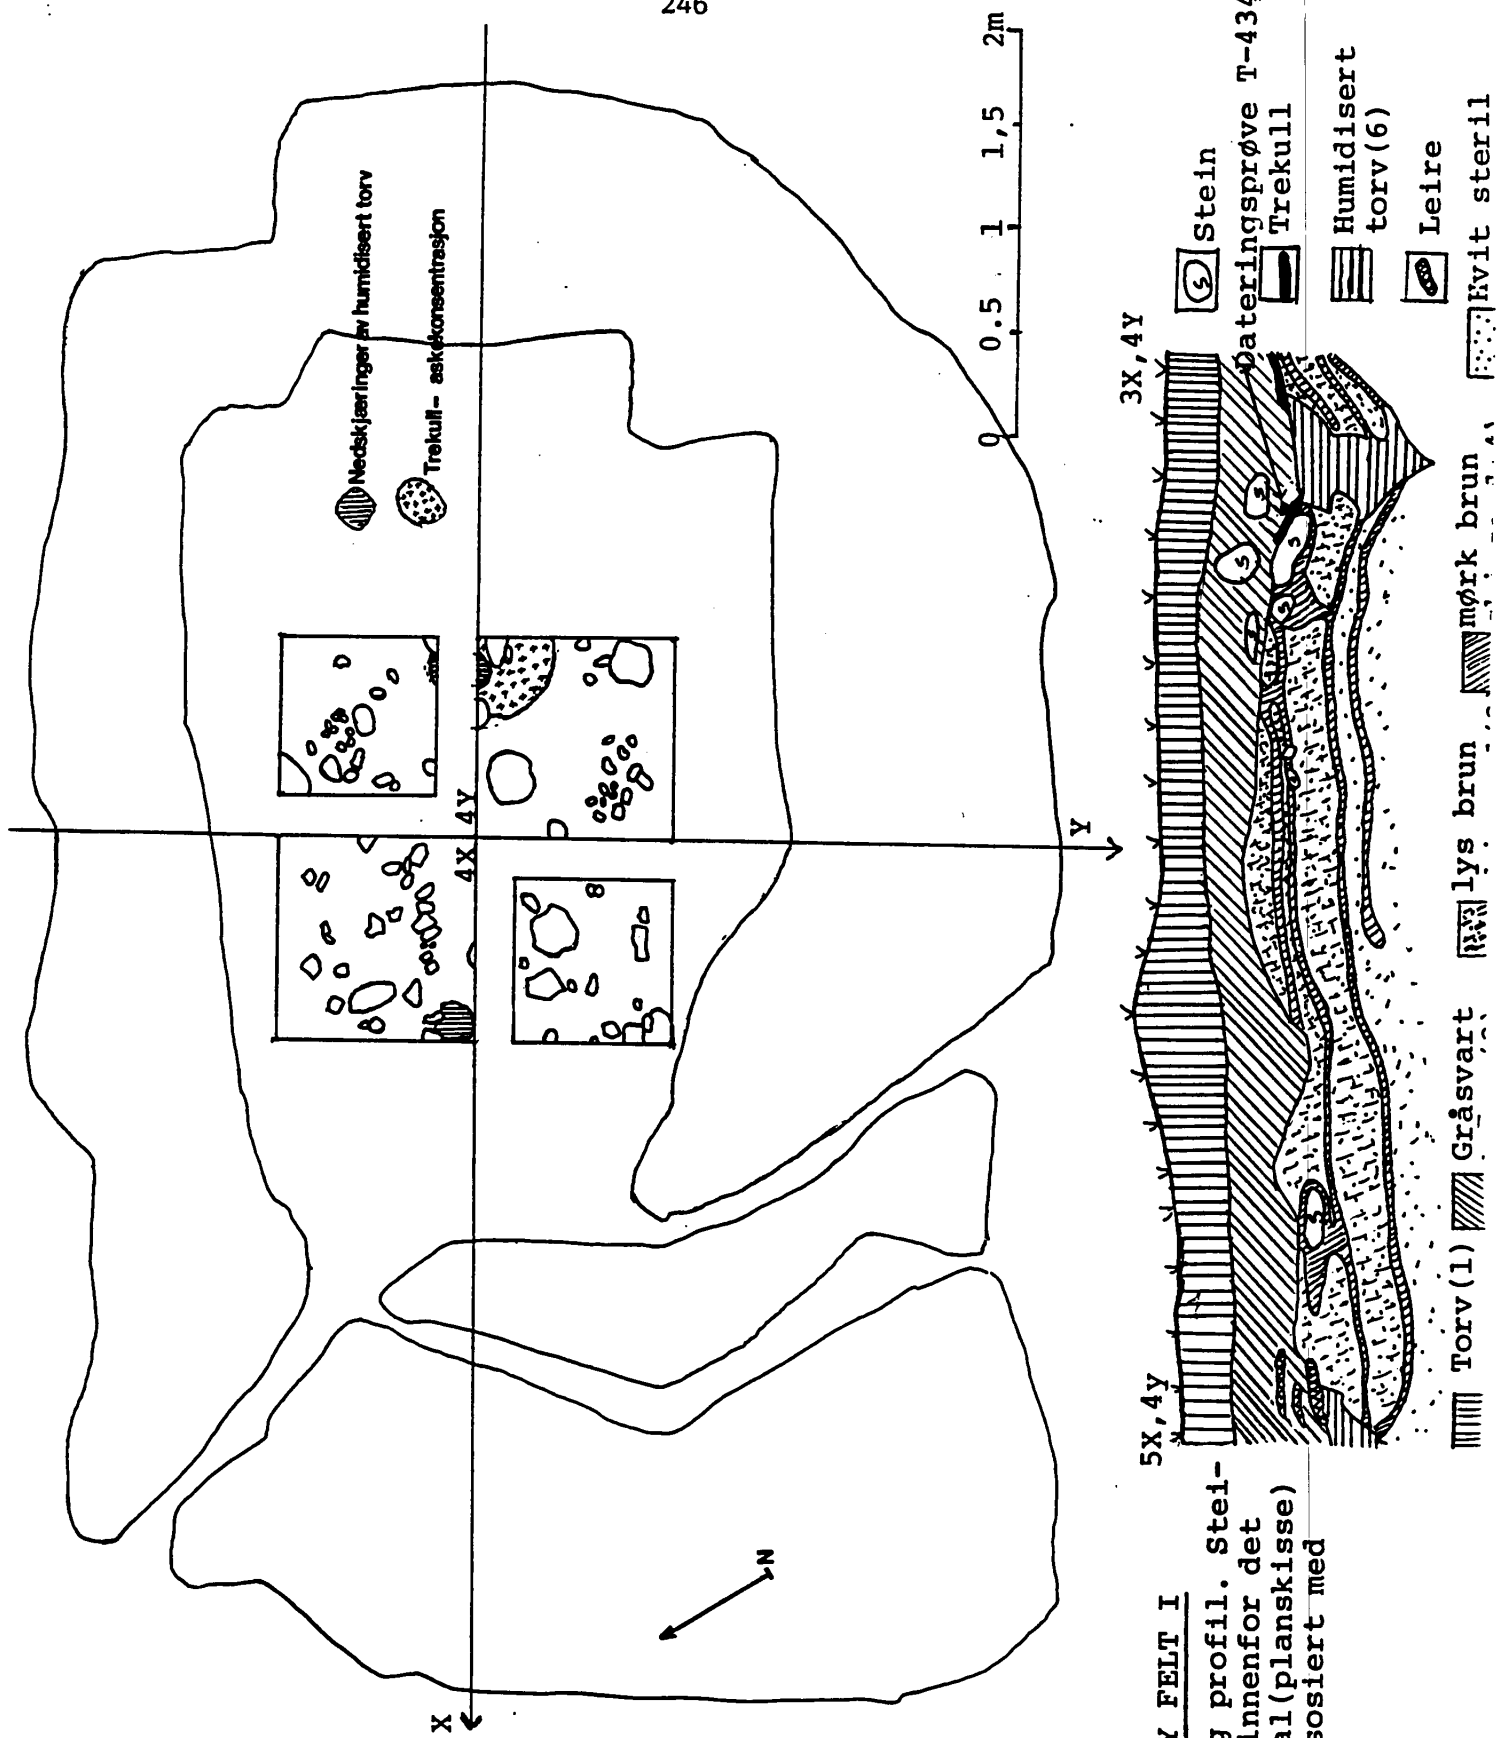 246
Nedskjæringer av humidisert torv
Trekull- askekonsentrasjon
4X 4Y
X
Y
N
0 0.5 1 1,5 2m
5X,4y
3X,4Y
Y FELT I
g profil. Stei-
innenfor det
al(planskisse)
sosiert med
Stein
Dateringsprøve T-434
Trekull
Humidisert
torv(6)
Leire
Torv(1) Gråsvart lys brun mørk brun Hvit steril
S
S
S
S
S